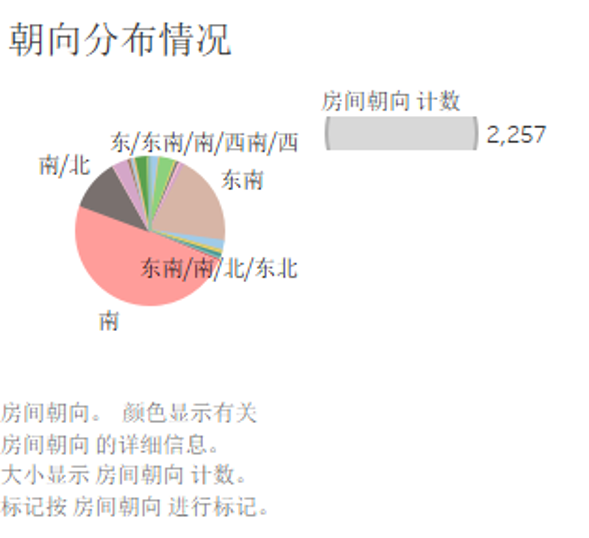 朝向分布情况
房间朝向 计数
2,257
东/东南/南/西南/西
南/北
东南
东南/南/北/东北
南
房间朝向。 颜色显示有关
房间朝向 的详细信息。
大小显示 房间朝向 计数。
标记按 房间朝向 进行标记。